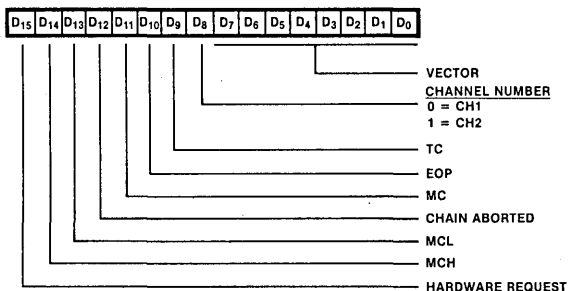 D15 D14 D13 D12 D11 D10 D9 D8 D7 D6 D5 D4 D3 D2 D1 D0
VECTOR
CHANNEL NUMBER
0 = CH1
1 = CH2
TC
EOP
MC
CHAIN ABORTED
MCL
MCH
HARDWARE REQUEST